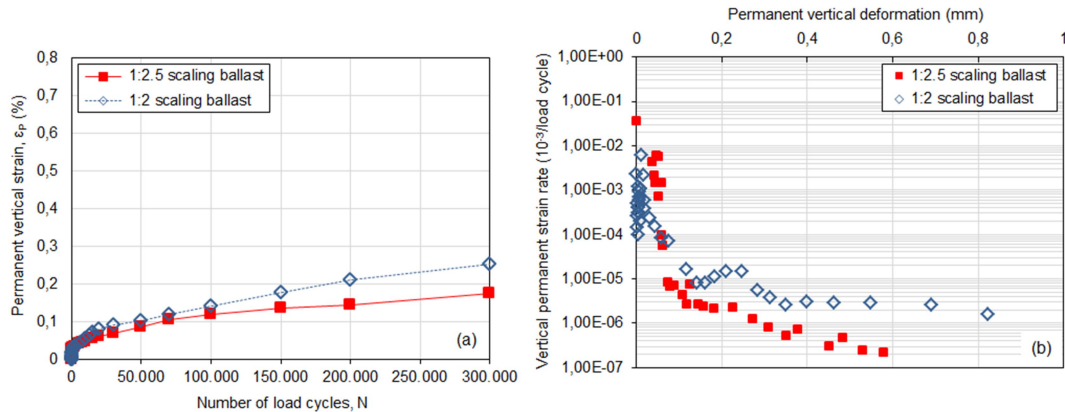 0,8
0,7
0,6
0,5
0,4
0,3
0,2
0,1
0
Permanent vertical strain, εP (%)
1:2.5 scaling ballast
1:2 scaling ballast
(a)
0 50.000 100.000 150.000 200.000 300.000
Number of load cycles, N
Permanent vertical deformation (mm)
0 0,2 0,4 0,6 0,8 1
1,00E+00
1,00E-01
1,00E-02
1,00E-03
1,00E-04
1,00E-05
1,00E-06
1,00E-07
Vertical permanent strain rate (10-3/load cycle)
1:2.5 scaling ballast
1:2 scaling ballast
(b)